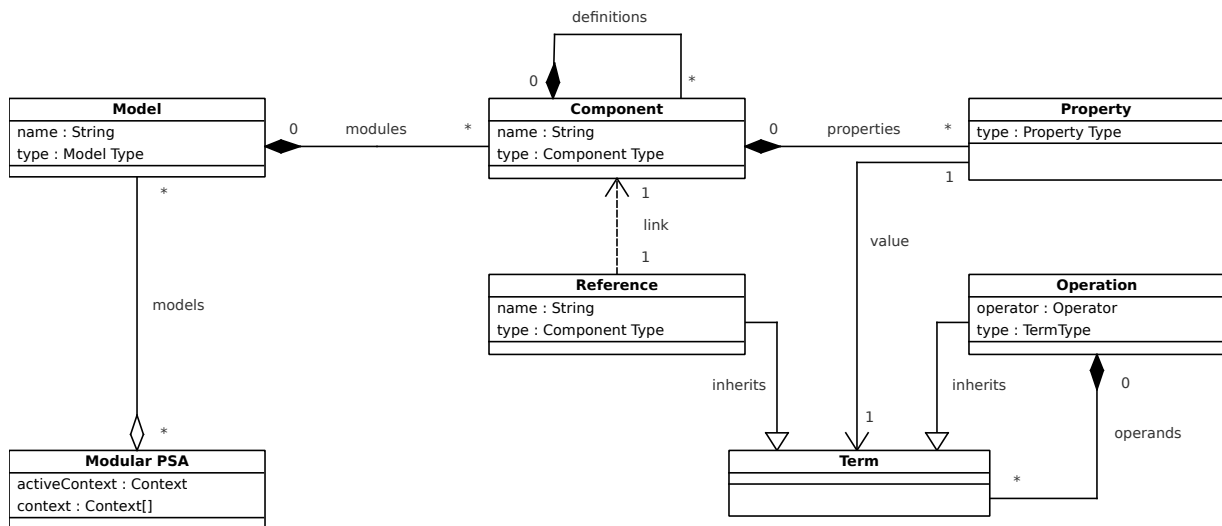 definitions
0
*
Model
name : String
type : Model Type
0
modules
*
Component
name : String
type : Component Type
0
properties
*
Property
type : Property Type
*
1
1
link
value
1
Reference
name : String
type : Component Type
Operation
operator : Operator
type : TermType
models
inherits
inherits
0
*
1
operands
Modular PSA
activeContext : Context
context : Context[]
Term
*